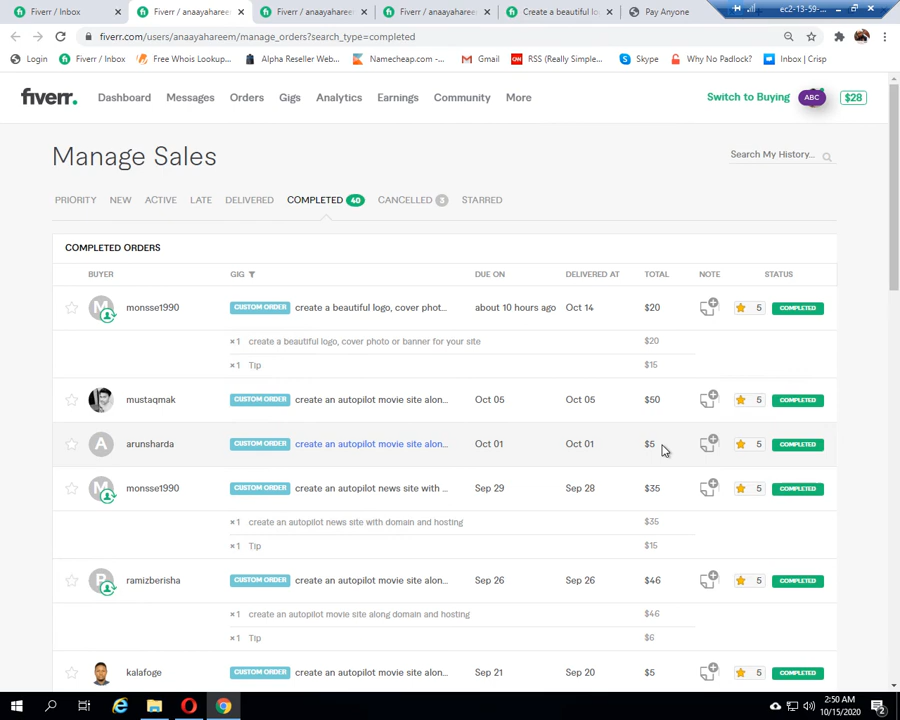 Fiverr / Inbox
Fiverr / anaayaharee
Fiverr / anaayaharee
Fiverr / anaayaharee
Create a beautiful lo
Pay Anyone
ec2-13-59-...
fiverr.com/users/anaayahareem/manage_orders?search_type=completed
Login
Fiverr / Inbox
Free Whois Lookup...
Alpha Reseller Web...
Namecheap.com -...
Gmail
RSS (Really Simple...
Skype
Why No Padlock?
Inbox | Crisp
fiverr.
Dashboard
Messages
Orders
Gigs
Analytics
Earnings
Community
More
Switch to Buying
ABC
$28
Manage Sales
Search My History...
PRIORITY
NEW
ACTIVE
LATE
DELIVERED
COMPLETED 40
CANCELLED 3
STARRED
COMPLETED ORDERS
BUYER GIG DUE ON DELIVERED AT TOTAL NOTE STATUS
M monsse1990 CUSTOM ORDER create a beautiful logo, cover phot... about 10 hours ago Oct 14 $20 5 COMPLETED
×1 create a beautiful logo, cover photo or banner for your site $20
×1 Tip $15
mustaqmak CUSTOM ORDER create an autopilot movie site alon... Oct 05 Oct 05 $50 5 COMPLETED
A arunsharda CUSTOM ORDER create an autopilot movie site alon... Oct 01 Oct 01 $5 5 COMPLETED
M monsse1990 CUSTOM ORDER create an autopilot news site with ... Sep 29 Sep 28 $35 5 COMPLETED
×1 create an autopilot news site with domain and hosting $35
×1 Tip $15
R ramizberisha CUSTOM ORDER create an autopilot movie site alon... Sep 26 Sep 26 $46 5 COMPLETED
×1 create an autopilot movie site along domain and hosting $46
×1 Tip $6
kalafoge CUSTOM ORDER create an autopilot movie site alon... Sep 21 Sep 20 $5 5 COMPLETED
2:50 AM
10/15/2020
2